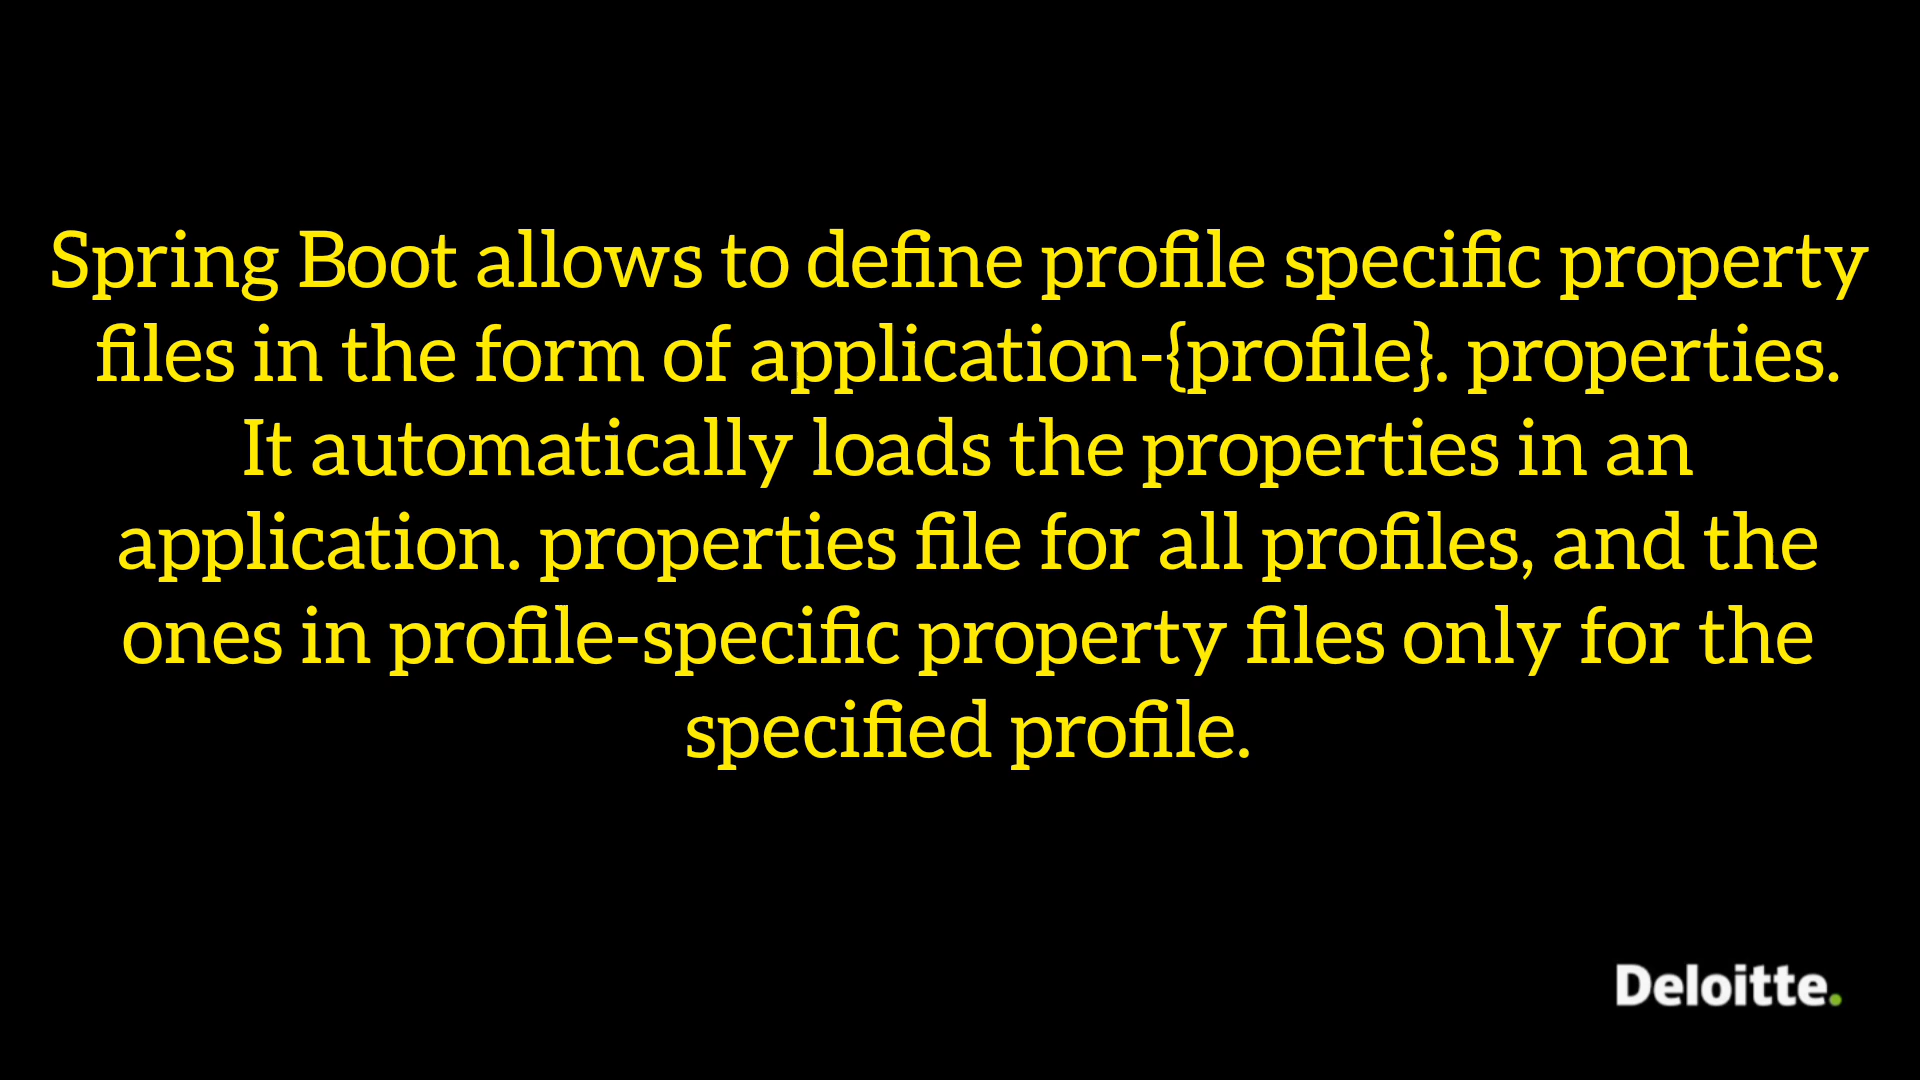 Spring Boot allows to define profile specific property
files in the form of application-{profile}. properties.
It automatically loads the properties in an
application. properties file for all profiles, and the
ones in profile-specific property files only for the
specified profile.
Deloitte.